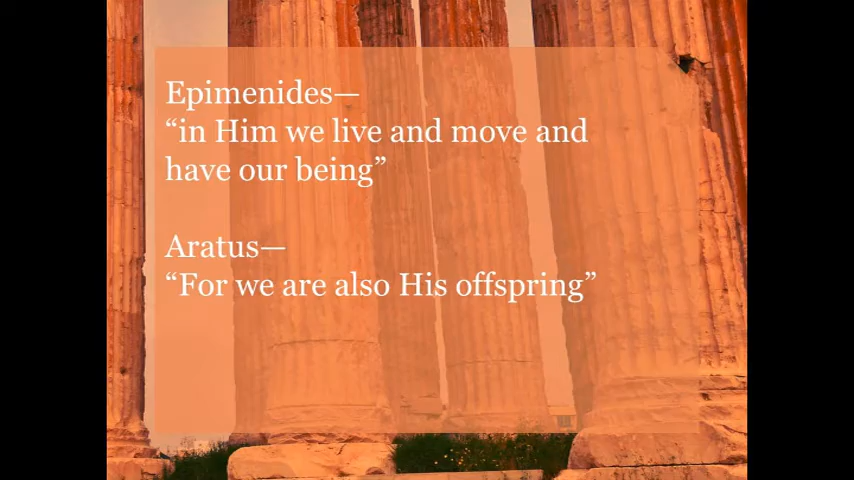 Epimenides—
“in Him we live and move and
have our being”
Aratus—
“For we are also His offspring”